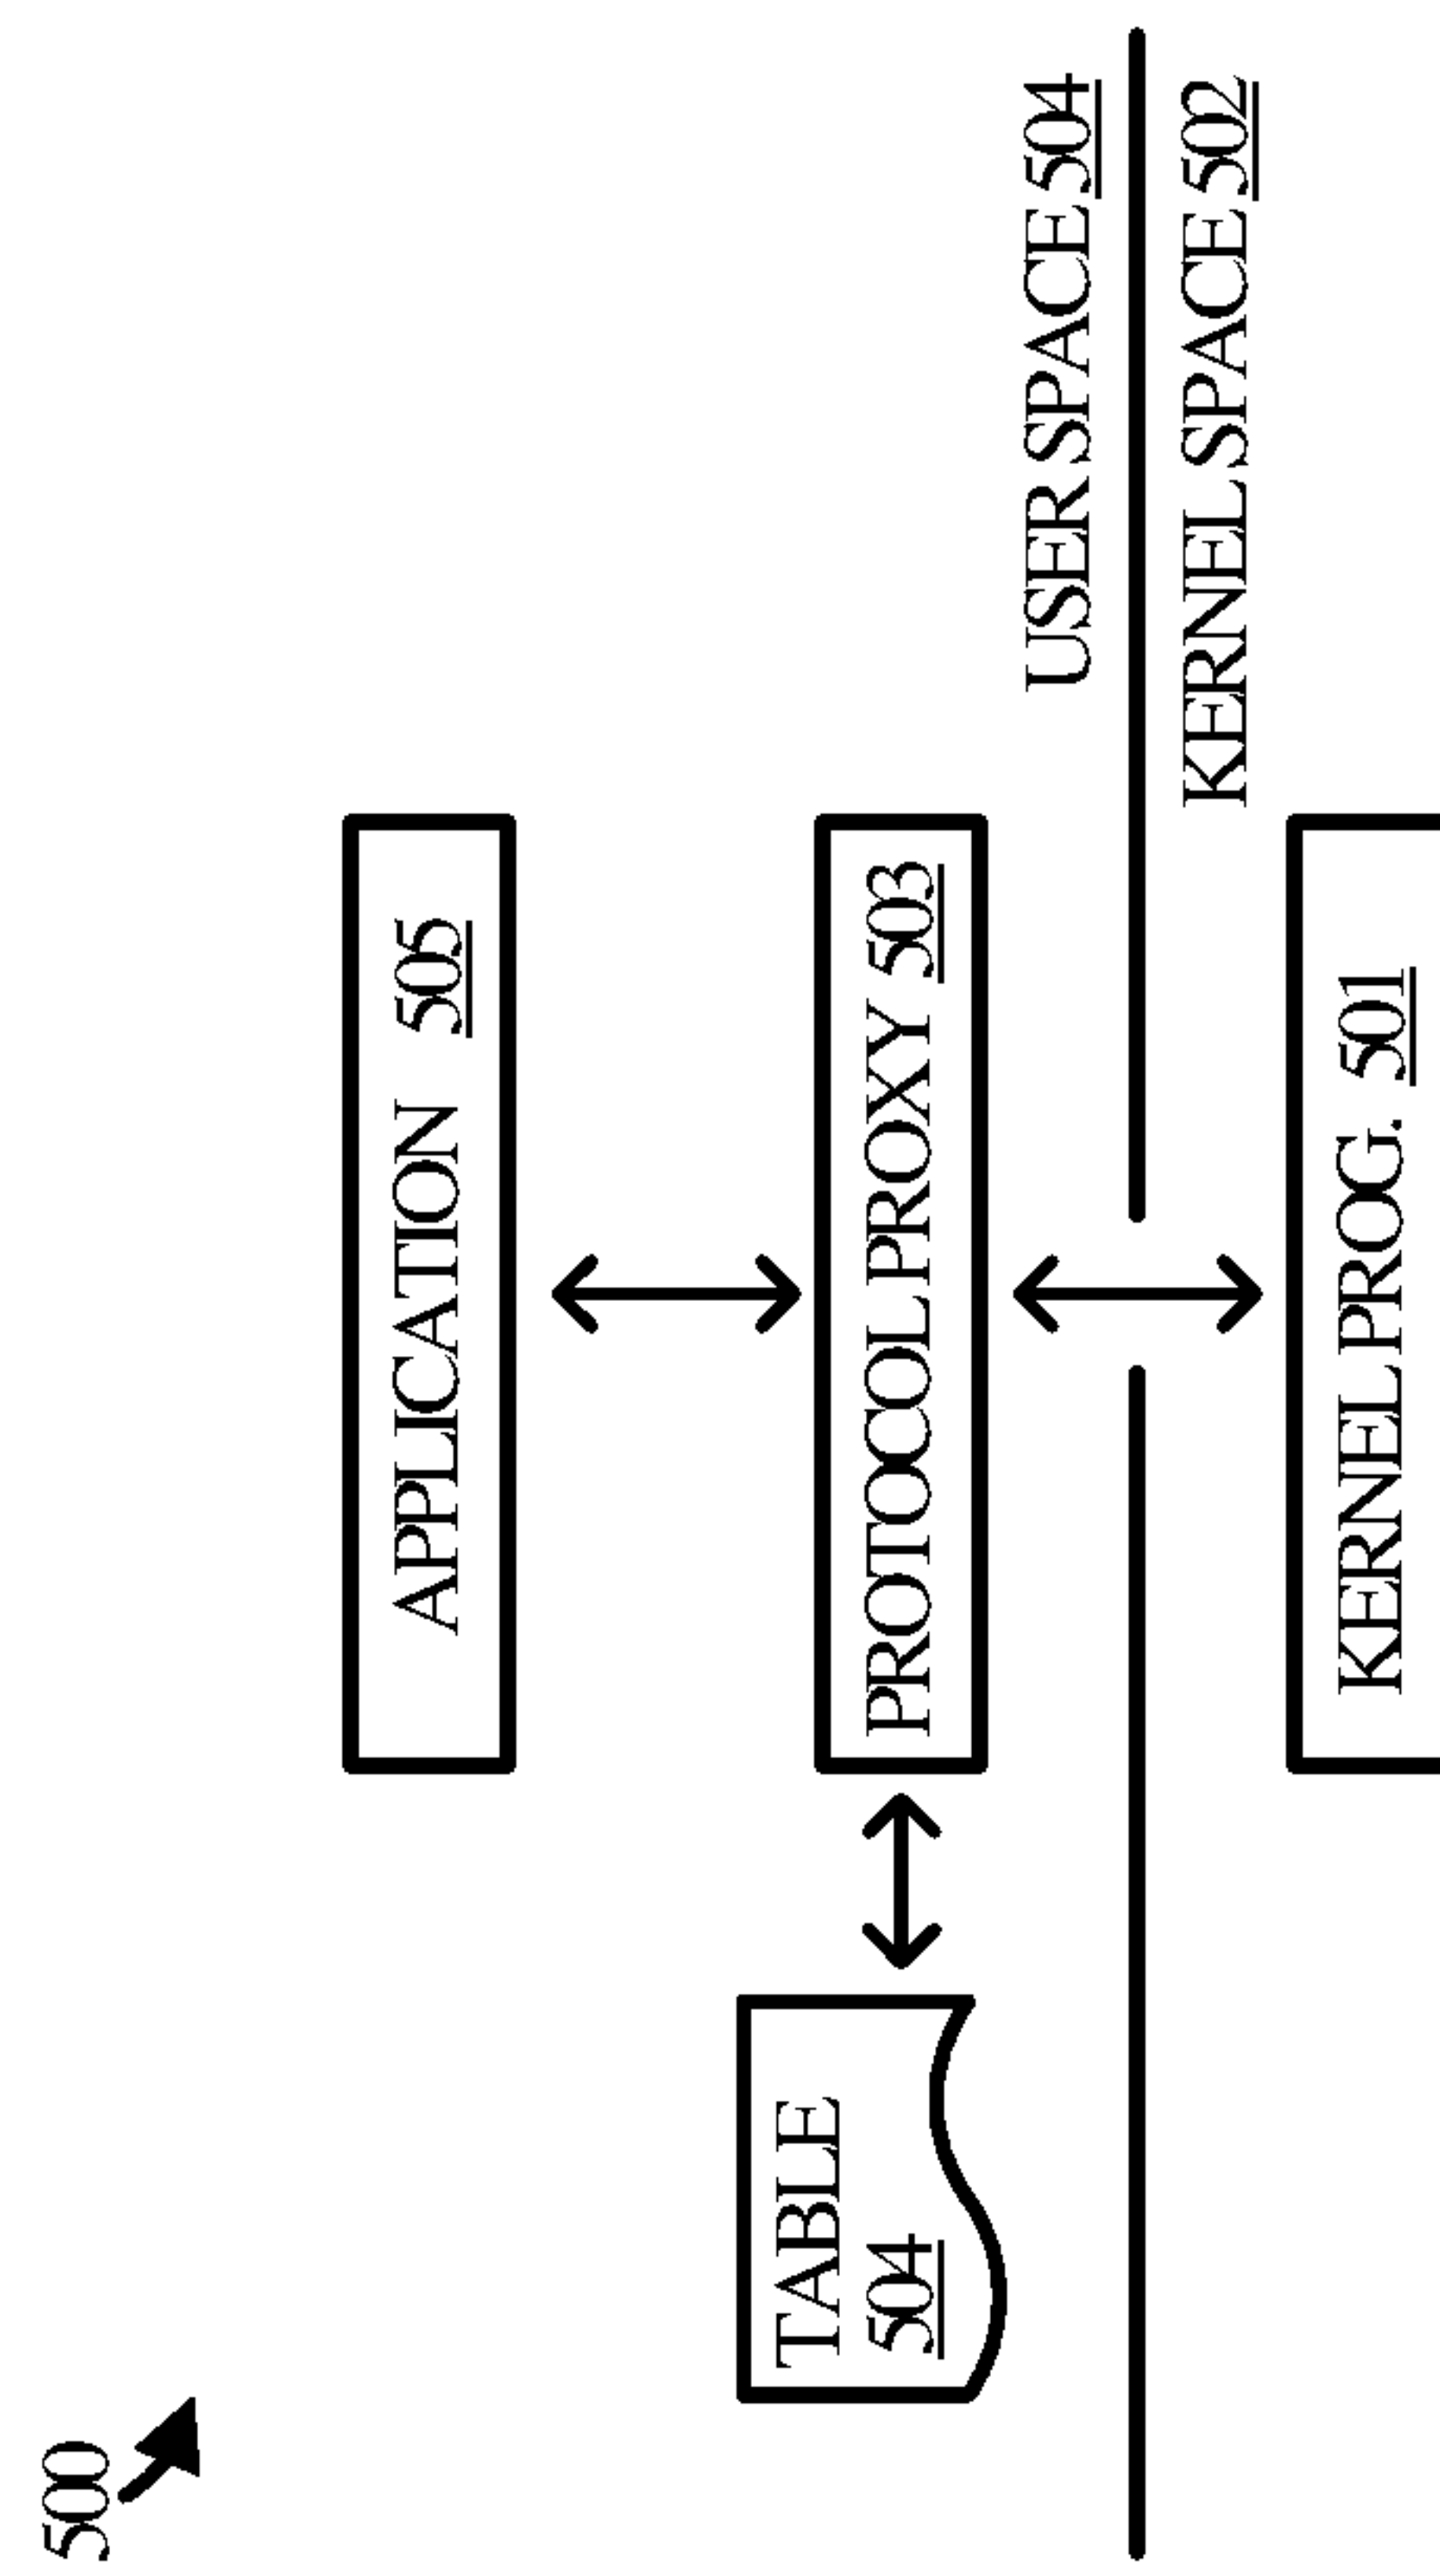 500
APPLICATION 505
TABLE
504
PROTOCOL PROXY 503
USER SPACE 504
KERNEL SPACE 502
KERNEL PROG. 501